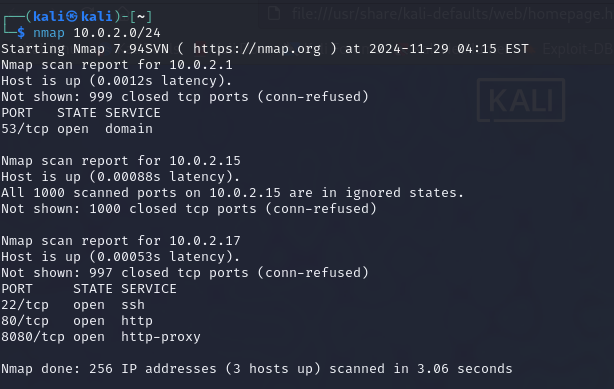 file:///usr/share/kali-defaults/web/homepage.h
┌──(kali㉿kali)-[~]
└─$ nmap 10.0.2.0/24
Starting Nmap 7.94SVN ( https://nmap.org ) at 2024-11-29 04:15 EST
Exploit-DB
Nmap scan report for 10.0.2.1
Host is up (0.0012s latency).
Not shown: 999 closed tcp ports (conn-refused)
PORT   STATE SERVICE
53/tcp open  domain
KALI
Nmap scan report for 10.0.2.15
Host is up (0.00088s latency).
All 1000 scanned ports on 10.0.2.15 are in ignored states.
Not shown: 1000 closed tcp ports (conn-refused)
Nmap scan report for 10.0.2.17
Host is up (0.00053s latency).
Not shown: 997 closed tcp ports (conn-refused)
PORT     STATE SERVICE
22/tcp   open  ssh
80/tcp   open  http
8080/tcp open  http-proxy
Nmap done: 256 IP addresses (3 hosts up) scanned in 3.06 seconds